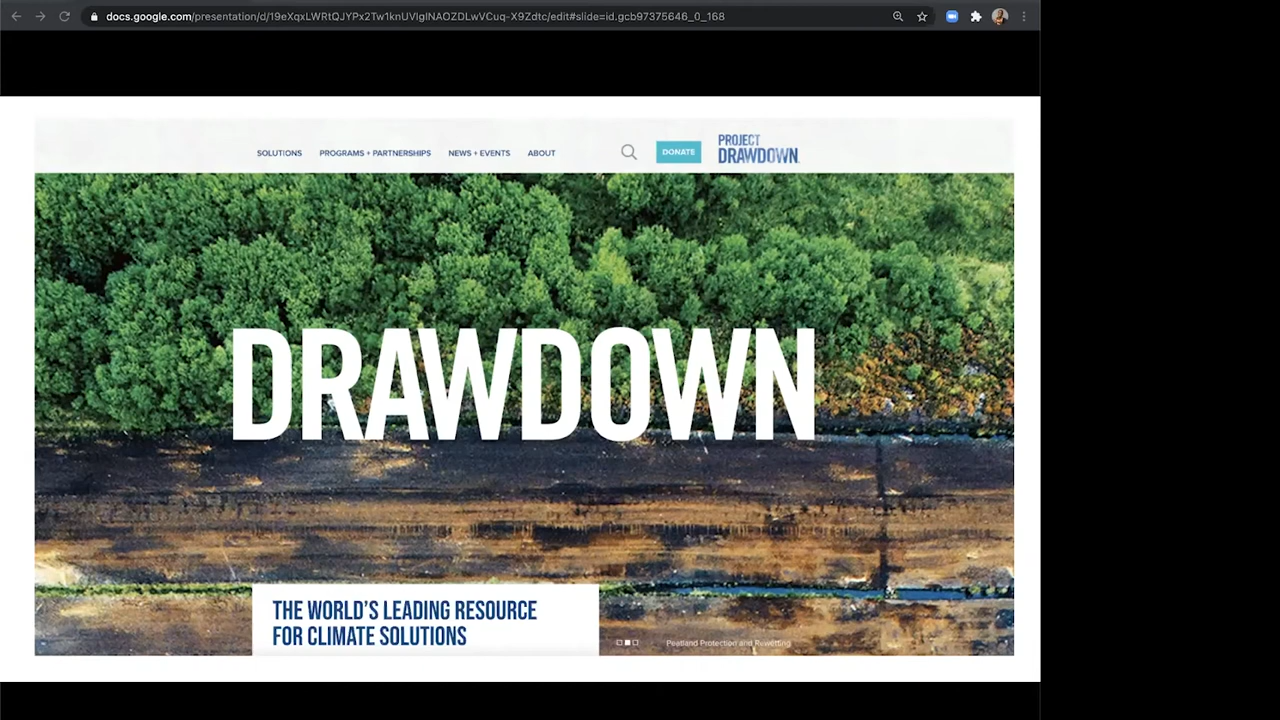 docs.google.com/presentation/d/19eXqxLWRtQJYPx2Tw1knUVlglNAOZDLwVCuq-X9Zdtc/edit#slide=id.gcb97375646_0_168
SOLUTIONS PROGRAMS + PARTNERSHIPS NEWS + EVENTS ABOUT DONATE
PROJECT
DRAWDOWN.
DRAWDOWN
THE WORLD'S LEADING RESOURCE
FOR CLIMATE SOLUTIONS
Peatland Protection and Rewetting